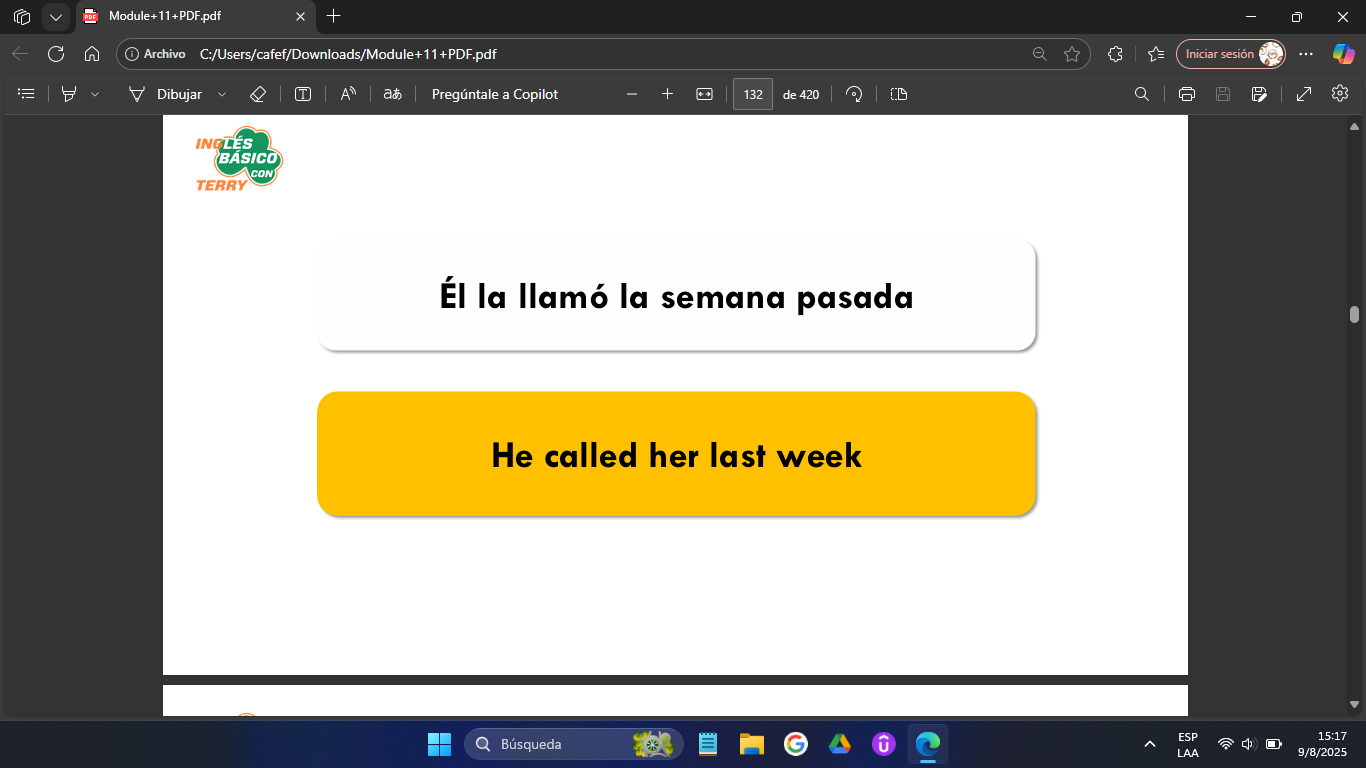 Module+11+PDF.pdf
Archivo C:/Users/cafef/Downloads/Module+11+PDF.pdf Iniciar sesión
Dibujar Pregúntale a Copilot 132 de 420
INGLÉS
BÁSICO
CON
TERRY
Él la llamó la semana pasada
He called her last week
Búsqueda
ESP 15:17
LAA 9/8/2025